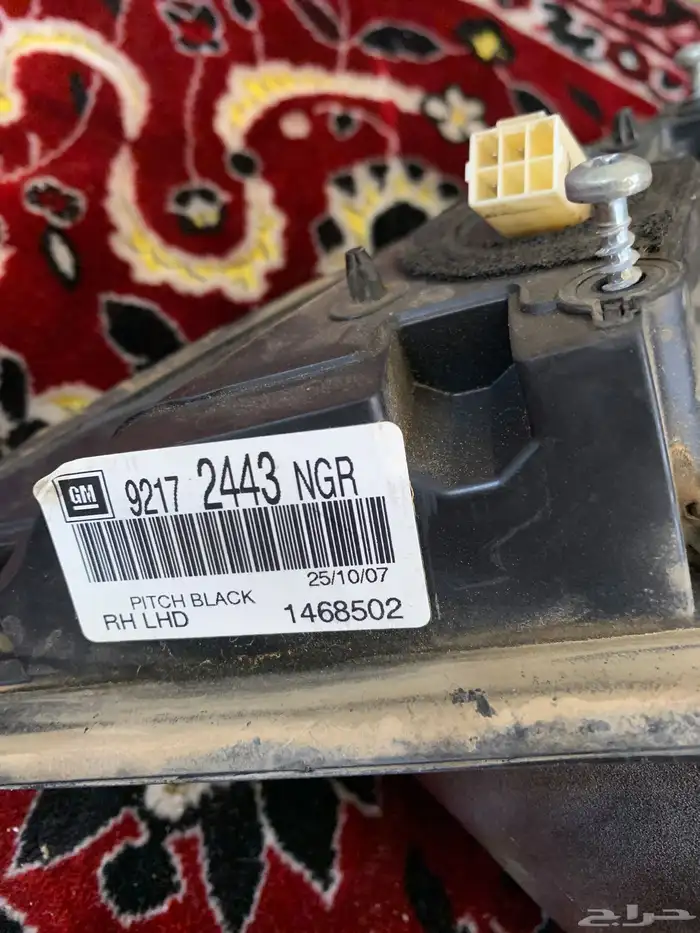 GM 9217 2443 NGR
25/10/07
PITCH BLACK
RH LHD 1468502
حراج